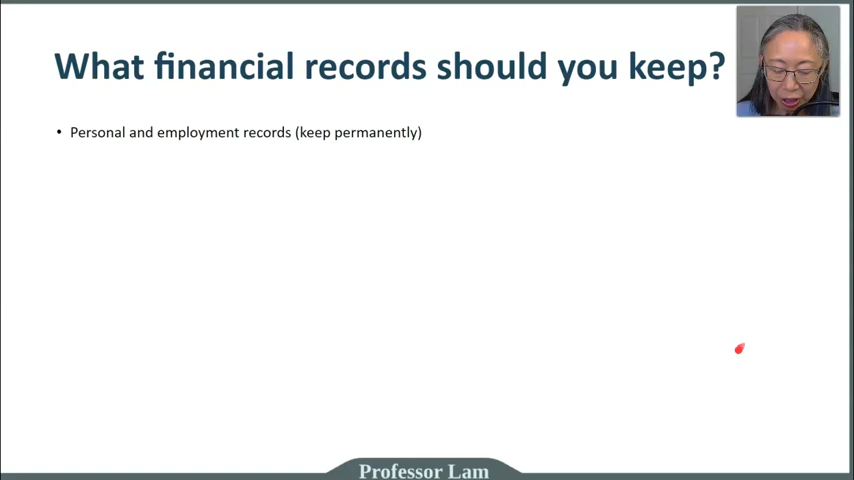 What financial records should you keep?
• Personal and employment records (keep permanently)
Professor Lam